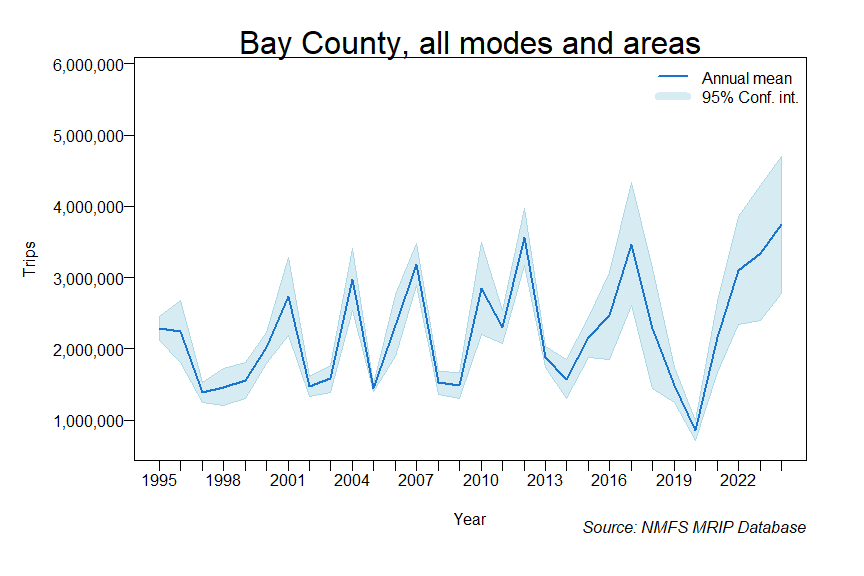 Bay County, all modes and areas
6,000,000
Annual mean
95% Conf. int.
5,000,000
4,000,000
Trips
3,000,000
2,000,000
1,000,000
1995 1998 2001 2004 2007 2010 2013 2016 2019 2022
Year
Source: NMFS MRIP Database